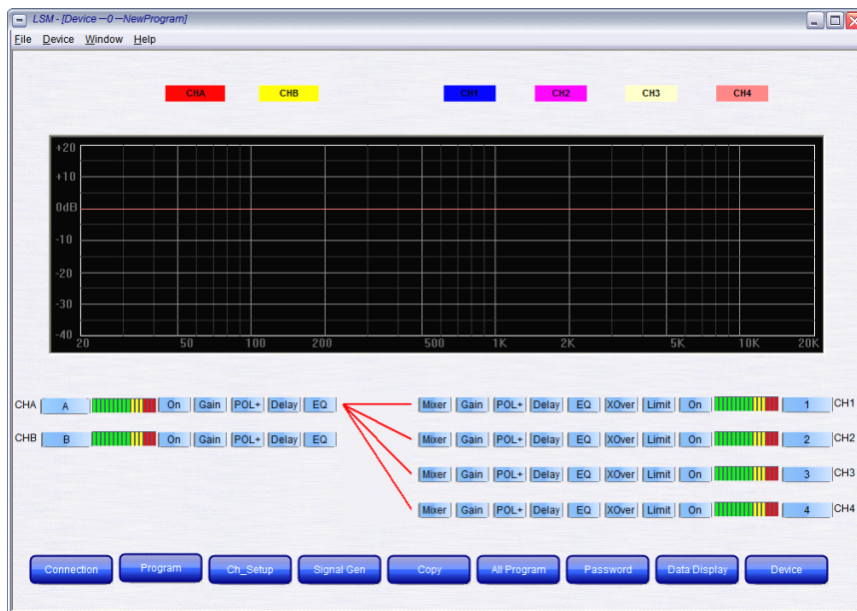 LSM - [Device —0 —NewProgram]
File Device Window Help
CHA CHB CH1 CH2 CH3 CH4
+20
+10
0dB
-10
-20
-30
-40
20 50 100 200 500 1K 2K 5K 10K 20K
CHA A On Gain POL+ Delay EQ Mixer Gain POL+ Delay EQ XOver Limit On 1 CH1
CHB B On Gain POL+ Delay EQ Mixer Gain POL+ Delay EQ XOver Limit On 2 CH2
Mixer Gain POL+ Delay EQ XOver Limit On 3 CH3
Mixer Gain POL+ Delay EQ XOver Limit On 4 CH4
Connection Program Ch_Setup Signal Gen Copy All Program Password Data Display Device